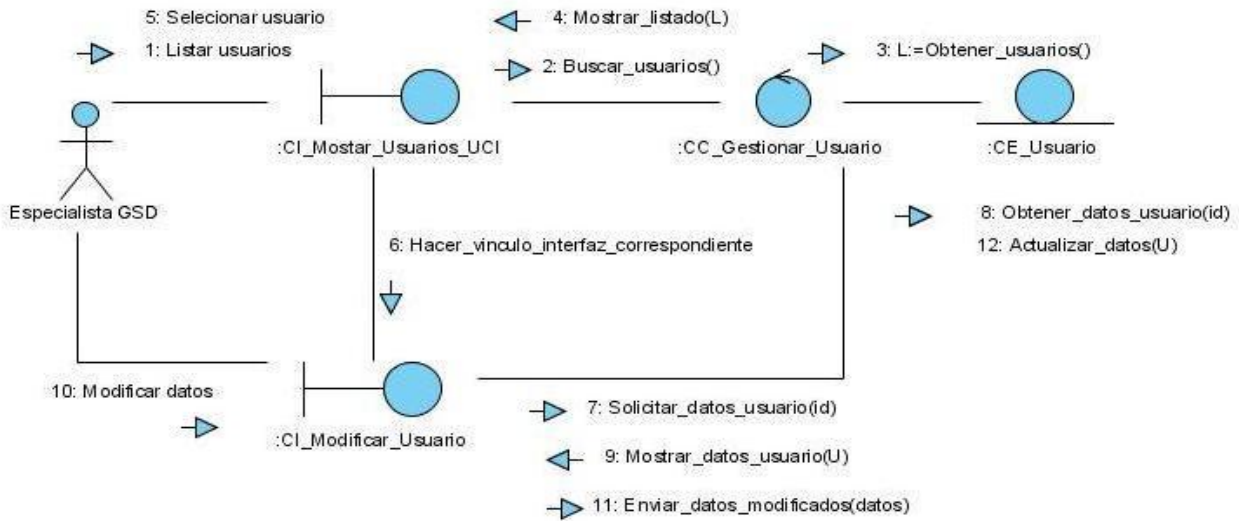 5: Selecionar usuario
4: Mostrar_listado(L)
1: Listar usuarios
3: L:=Obtener_usuarios()
2: Buscar_usuarios()
:CI_Mostar_Usuarios_UCI
:CC_Gestionar_Usuario
:CE_Usuario
Especialista GSD
8: Obtener_datos_usuario(id)
6: Hacer_vinculo_interfaz_correspondiente
12: Actualizar_datos(U)
10: Modificar datos
7: Solicitar_datos_usuario(id)
:CI_Modificar_Usuario
9: Mostrar_datos_usuario(U)
11: Enviar_datos_modificados(datos)